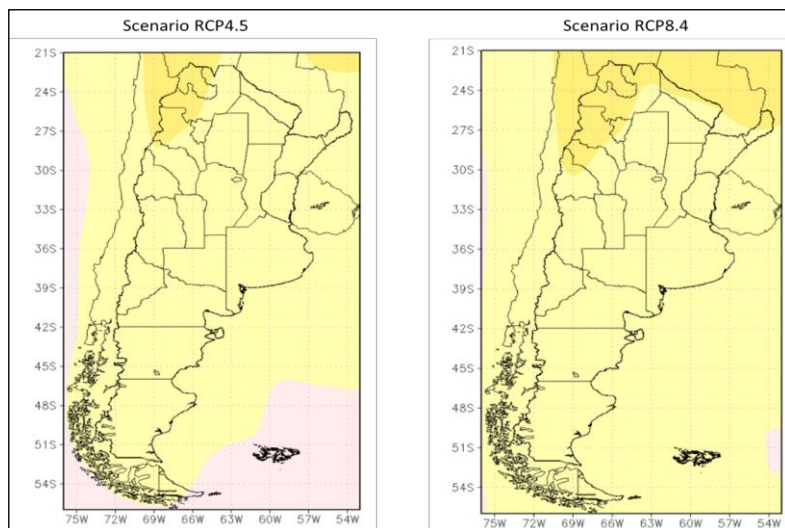 Scenario RCP4.5
21S
24S
27S
30S
33S
36S
39S
42S
45S
48S
51S
54S
75W 72W 69W 66W 63W 60W 57W 54W
Scenario RCP8.4
21S
24S
27S
30S
33S
36S
39S
42S
45S
48S
51S
54S
75W 72W 69W 66W 63W 60W 57W 54W